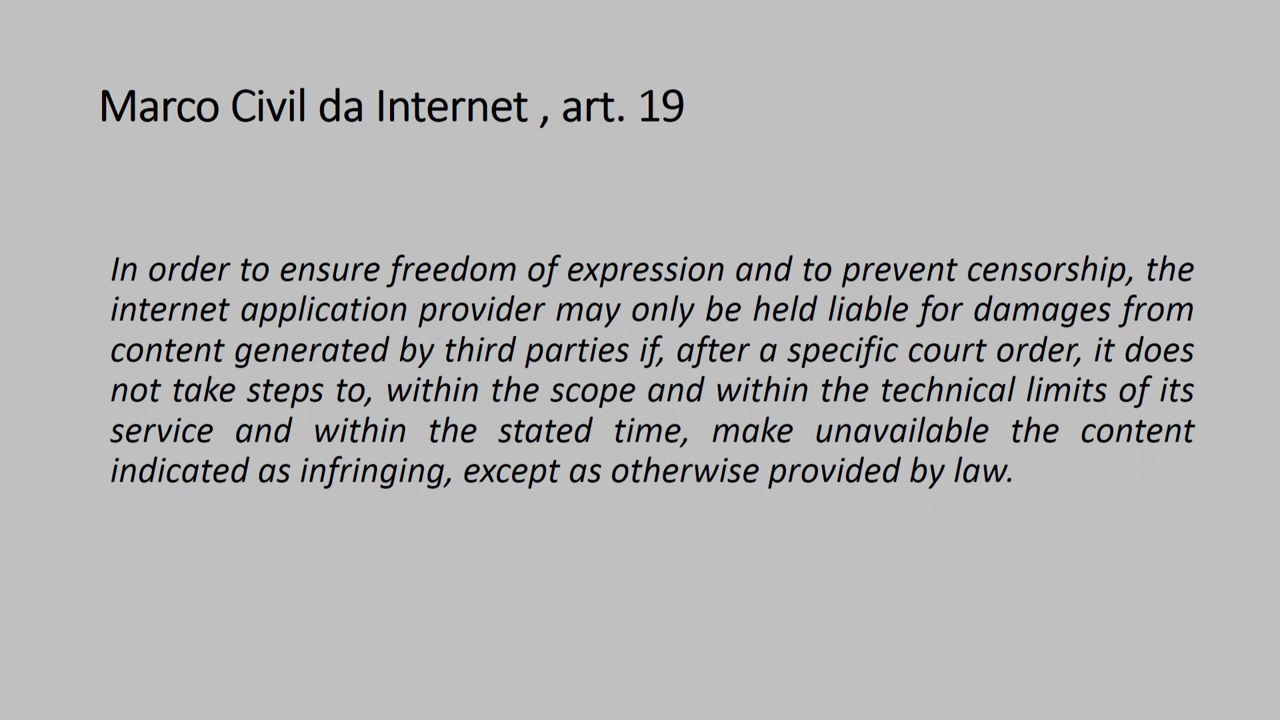 Marco Civil da Internet , art. 19
In order to ensure freedom of expression and to prevent censorship, the
internet application provider may only be held liable for damages from
content generated by third parties if, after a specific court order, it does
not take steps to, within the scope and within the technical limits of its
service and within the stated time, make unavailable the content
indicated as infringing, except as otherwise provided by law.